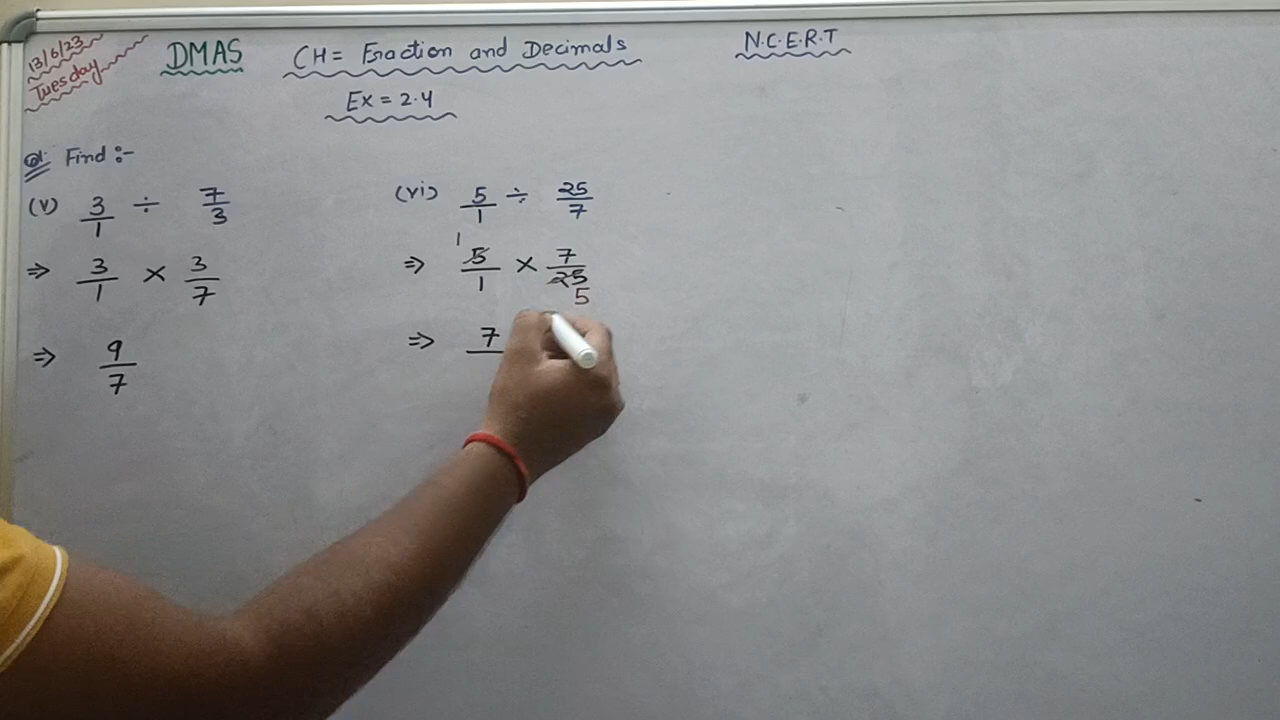 13/6/23
Tuesday
DMAS
CH = Fraction and Decimals
N.C.E.R.T
Ex = 2.4
Q1. Find :-
(v) 3/1 ÷ 7/3
⇒ 3/1 × 3/7
⇒ 9/7
(vi) 5/1 ÷ 25/7
1
⇒ 5/1 × 7/25
5
⇒ 7